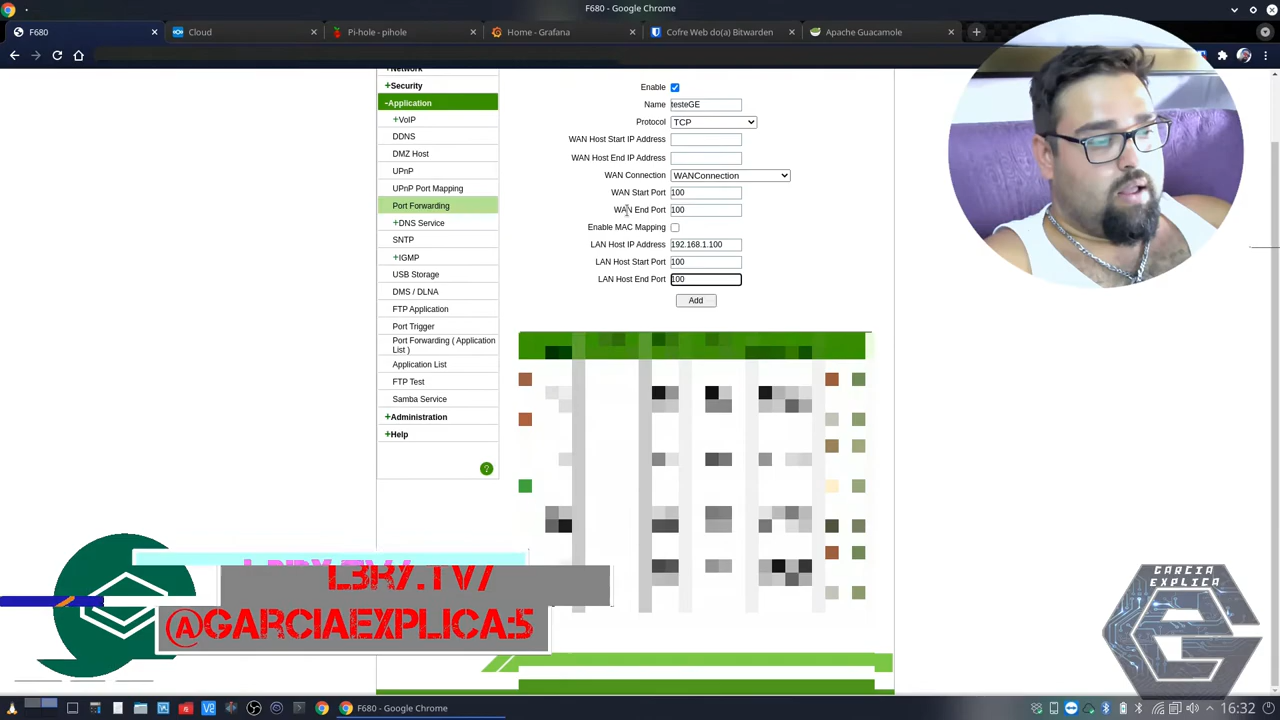 F680 - Google Chrome
F680
Cloud
Pi-hole - pihole
Home - Grafana
Cofre Web do(a) Bitwarden
Apache Guacamole
+Security
-Application
+VoIP
DDNS
DMZ Host
UPnP
UPnP Port Mapping
Port Forwarding
+DNS Service
SNTP
+IGMP
USB Storage
DMS / DLNA
FTP Application
Port Trigger
Port Forwarding ( Application
List )
Application List
FTP Test
Samba Service
+Administration
+Help
?
Enable
Name testeGE
Protocol TCP
WAN Host Start IP Address
WAN Host End IP Address
WAN Connection WANConnection
WAN Start Port 100
WAN End Port 100
Enable MAC Mapping
LAN Host IP Address 192.168.1.100
LAN Host Start Port 100
LAN Host End Port 100
Add
@GARCIAEXPLICA:5
GARCIA
EXPLICA
F680 - Google Chrome
16:32